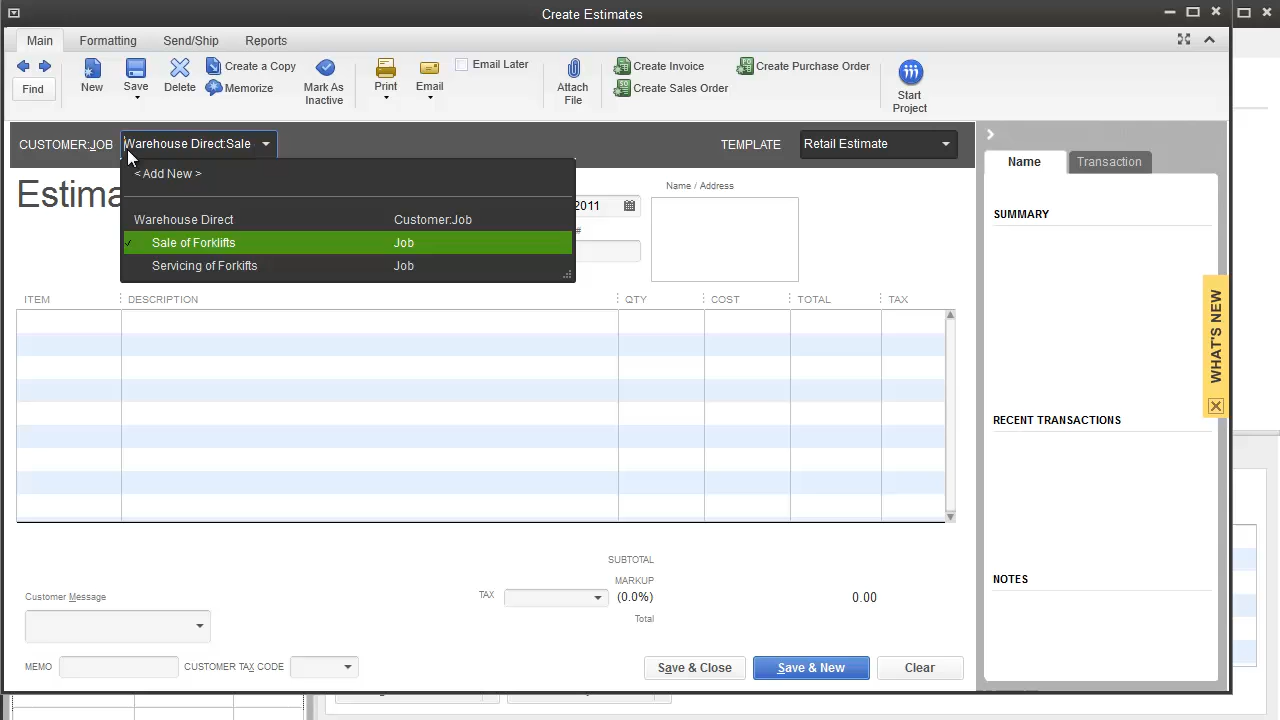 Create Estimates
Main Formatting Send/Ship Reports
Find
New
Save
Delete
Create a Copy
Memorize
Mark As
Inactive
Print
Email
Email Later
Attach
File
Create Invoice
Create Sales Order
Create Purchase Order
Start
Project
CUSTOMER:JOB Warehouse Direct:Sale TEMPLATE Retail Estimate
< Add New >
Warehouse Direct Customer:Job
✓ Sale of Forklifts Job
Servicing of Forkifts Job
Estima
2011
#
Name / Address
ITEM DESCRIPTION QTY COST TOTAL TAX
SUBTOTAL
MARKUP
TAX (0.0%) 0.00
Total
Customer Message
MEMO CUSTOMER TAX CODE
Save & Close Save & New Clear
Name Transaction
SUMMARY
RECENT TRANSACTIONS
NOTES
WHAT'S NEW